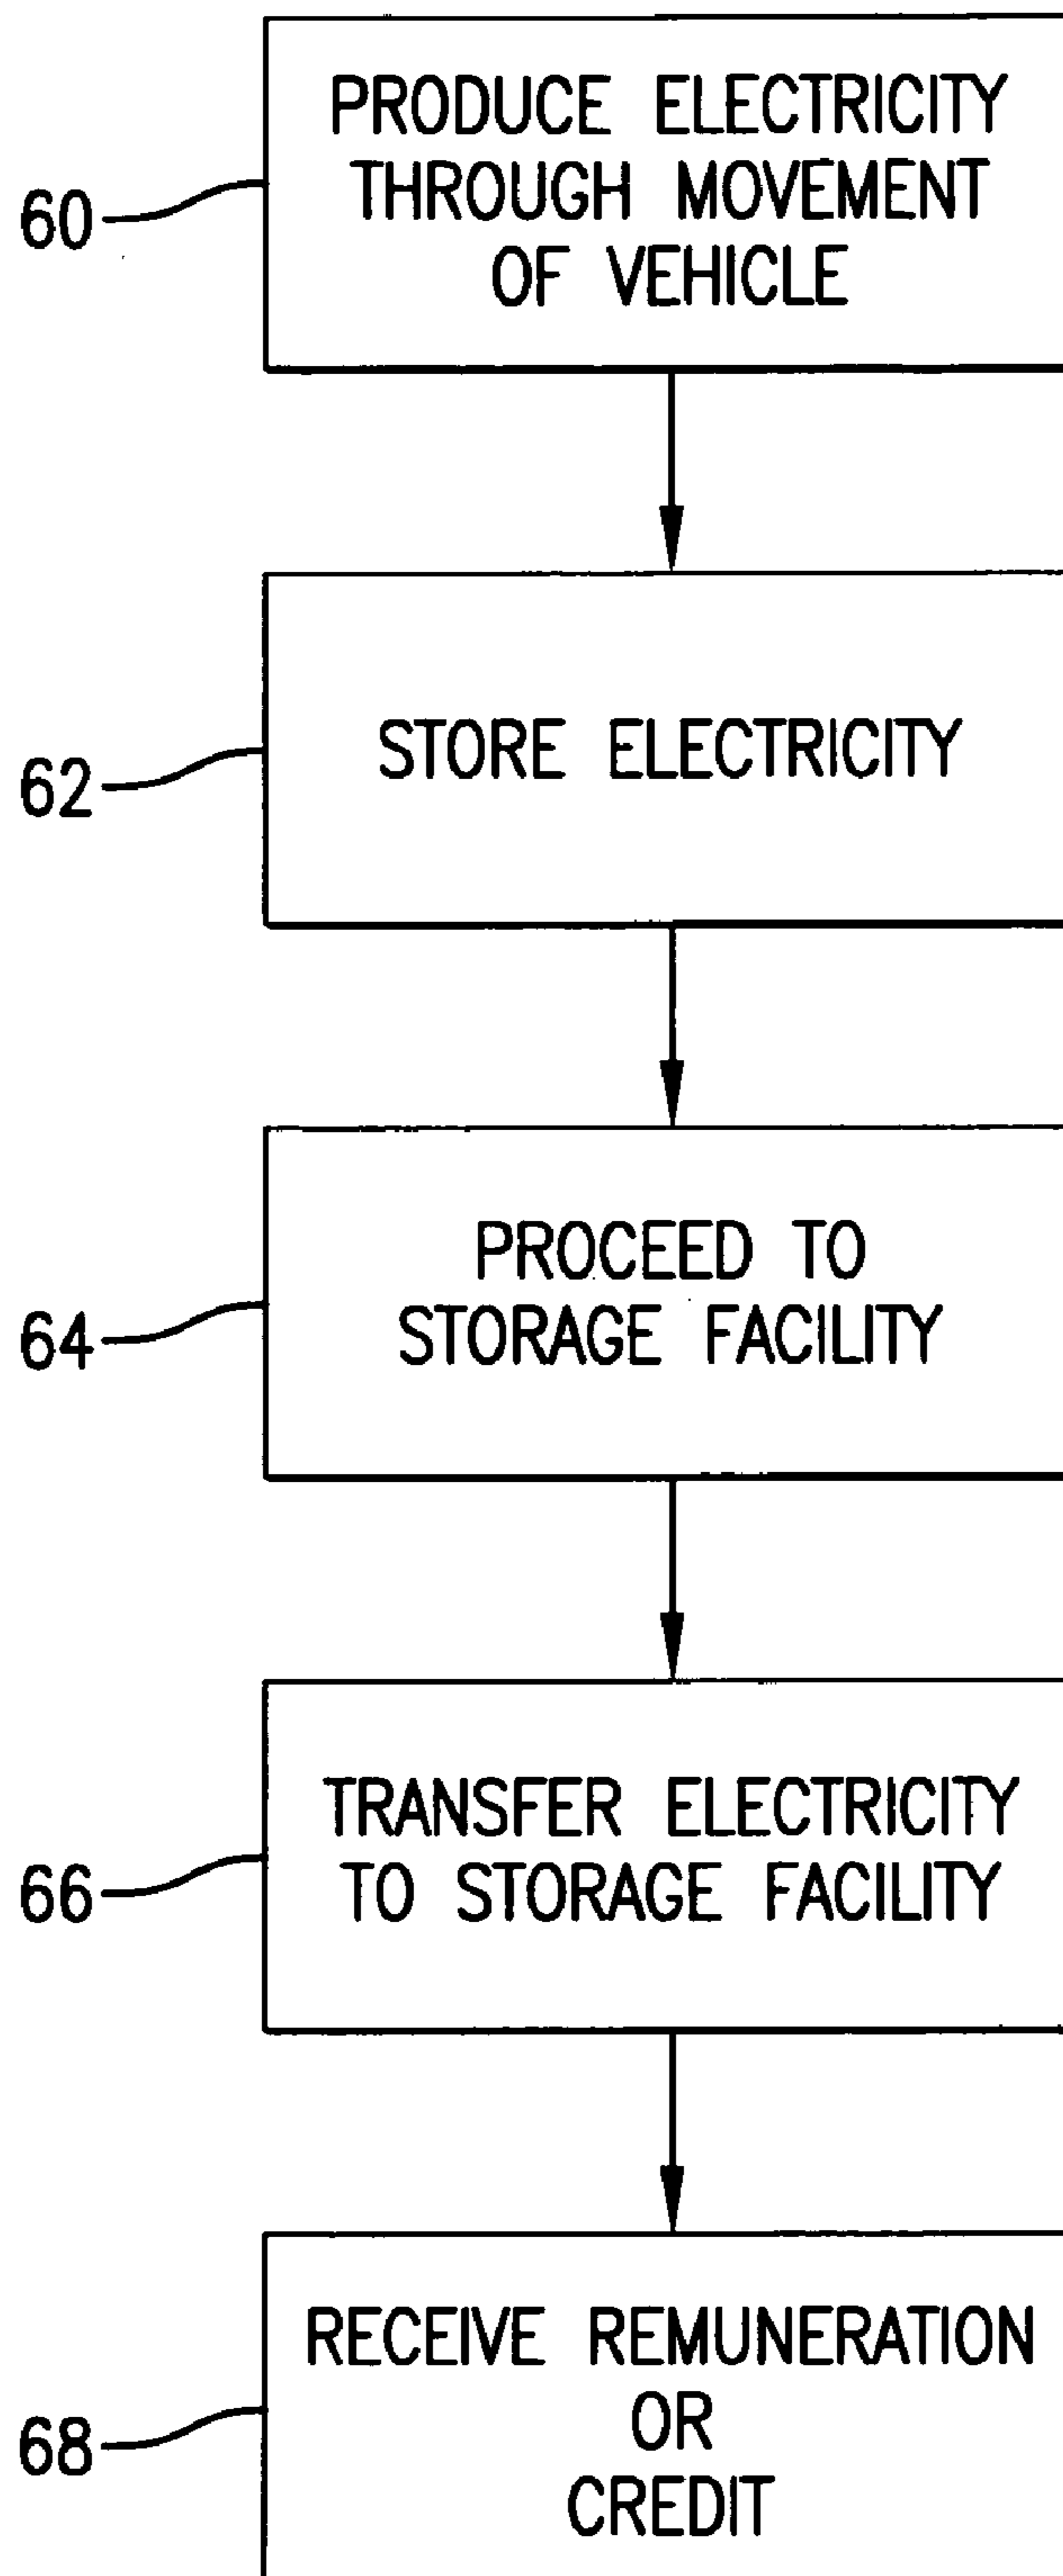 PRODUCE ELECTRICITY
THROUGH MOVEMENT
OF VEHICLE
60
STORE ELECTRICITY
62
PROCEED TO
STORAGE FACILITY
64
TRANSFER ELECTRICITY
TO STORAGE FACILITY
66
RECEIVE REMUNERATION
OR
CREDIT
68